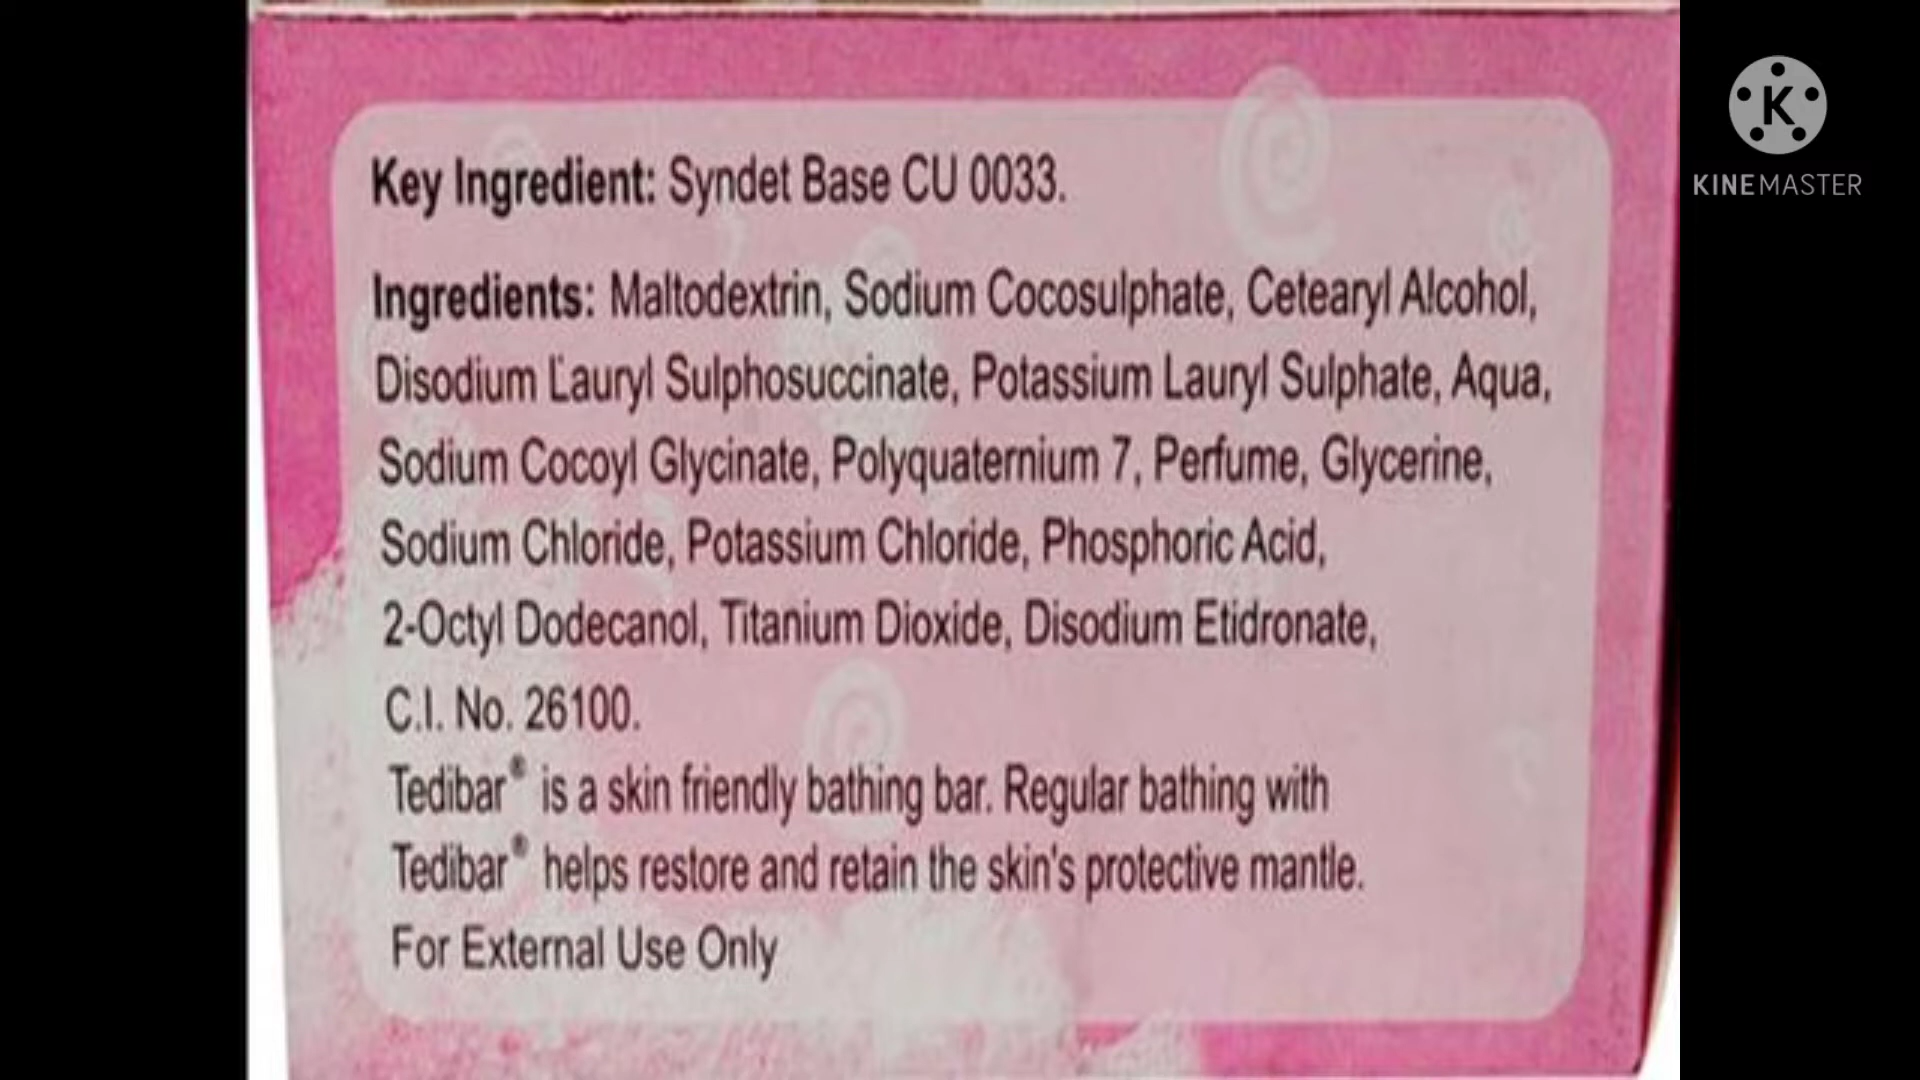 Key Ingredient: Syndet Base CU 0033.
Ingredients: Maltodextrin, Sodium Cocosulphate, Cetearyl Alcohol,
Disodium Lauryl Sulphosuccinate, Potassium Lauryl Sulphate, Aqua,
Sodium Cocoyl Glycinate, Polyquaternium 7, Perfume, Glycerine,
Sodium Chloride, Potassium Chloride, Phosphoric Acid,
2-Octyl Dodecanol, Titanium Dioxide, Disodium Etidronate,
C.I. No. 26100.
Tedibar® is a skin friendly bathing bar. Regular bathing with
Tedibar® helps restore and retain the skin's protective mantle.
For External Use Only
K
KINEMASTER